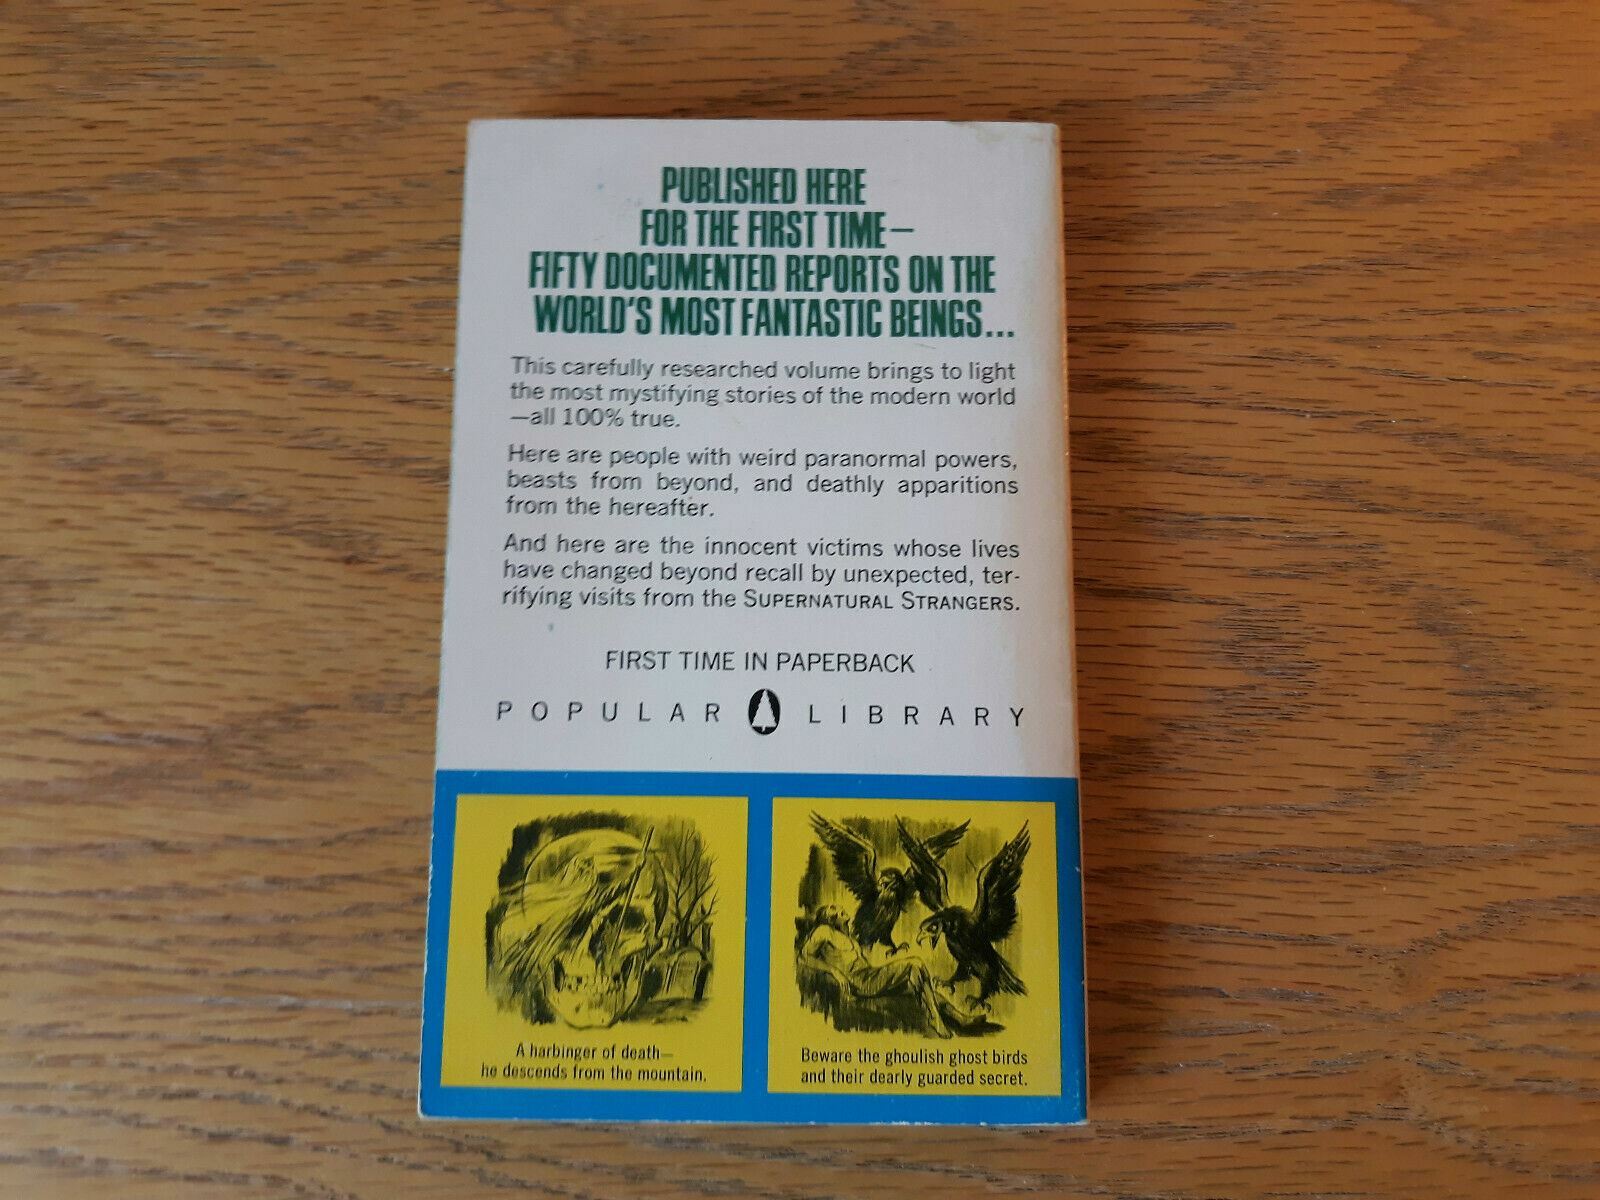 PUBLISHED HERE
FOR THE FIRST TIME—
FIFTY DOCUMENTED REPORTS ON THE
WORLD'S MOST FANTASTIC BEINGS...
This carefully researched volume brings to light
the most mystifying stories of the modern world
—all 100% true.
Here are people with weird paranormal powers,
beasts from beyond, and deathly apparitions
from the hereafter.
And here are the innocent victims whose lives
have changed beyond recall by unexpected, ter-
rifying visits from the SUPERNATURAL STRANGERS.
FIRST TIME IN PAPERBACK
POPULAR LIBRARY
A harbinger of death—
he descends from the mountain.
Beware the ghoulish ghost birds
and their dearly guarded secret.